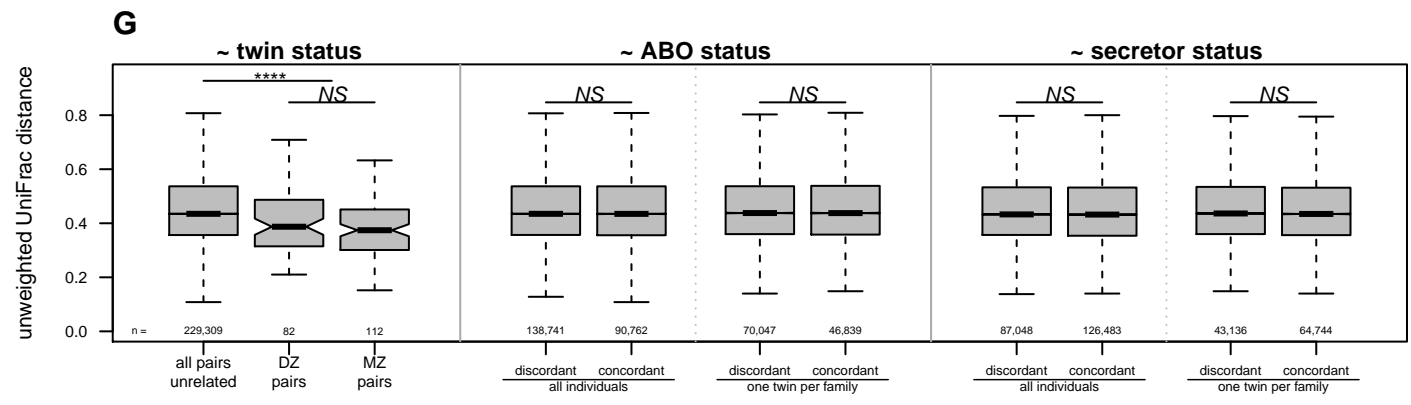 G
~ twin status ~ ABO status ~ secretor status
unweighted UniFrac distance
0.8
0.6
0.4
0.2
0.0
**** NS NS NS NS NS
n = 229,309 82 112 138,741 90,762 70,047 46,839 87,048 126,483 43,136 64,744
all pairs unrelated DZ pairs MZ pairs
discordant concordant discordant concordant discordant concordant discordant concordant
all individuals one twin per family all individuals one twin per family